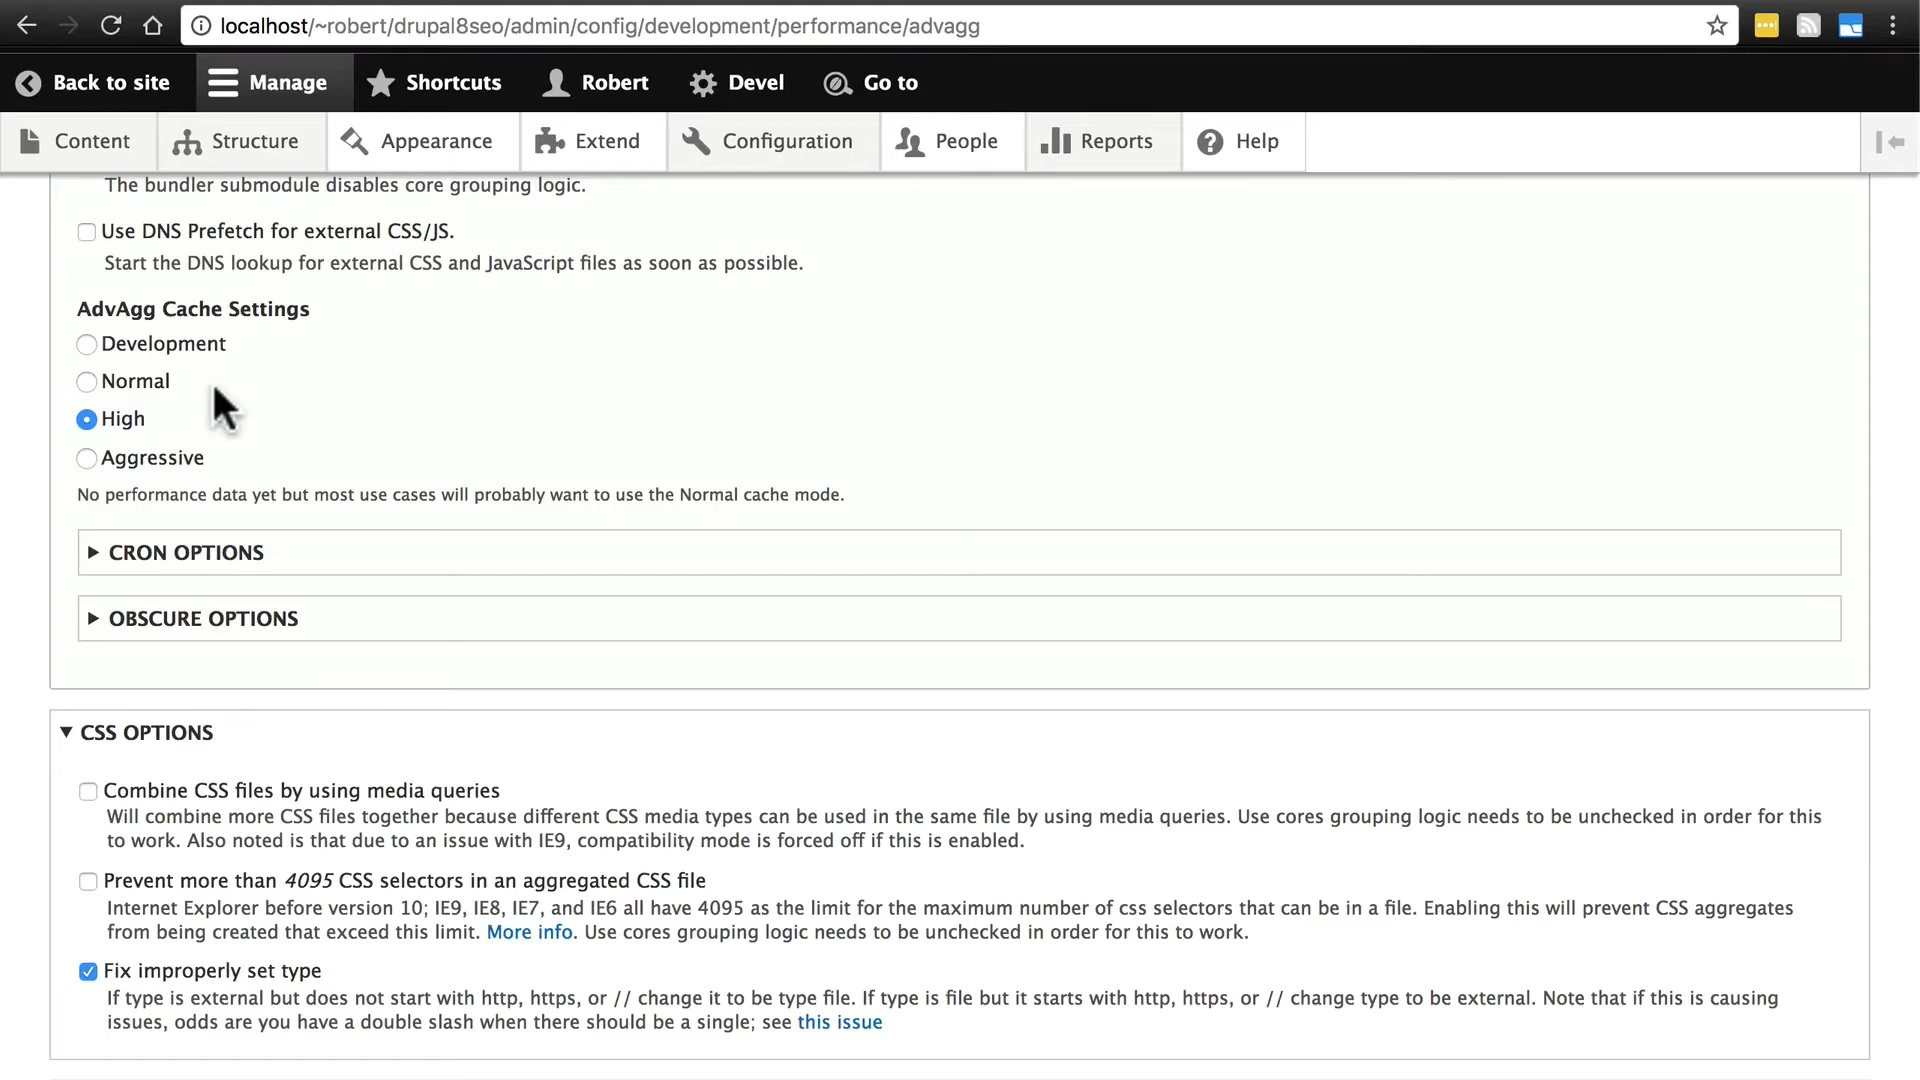 localhost/~robert/drupal8seo/admin/config/development/performance/advagg
Back to site Manage Shortcuts Robert Devel Go to
Content Structure Appearance Extend Configuration People Reports Help
The bundler submodule disables core grouping logic.
Use DNS Prefetch for external CSS/JS.
Start the DNS lookup for external CSS and JavaScript files as soon as possible.
AdvAgg Cache Settings
Development
Normal
High
Aggressive
No performance data yet but most use cases will probably want to use the Normal cache mode.
CRON OPTIONS
OBSCURE OPTIONS
CSS OPTIONS
Combine CSS files by using media queries
Will combine more CSS files together because different CSS media types can be used in the same file by using media queries. Use cores grouping logic needs to be unchecked in order for this
to work. Also noted is that due to an issue with IE9, compatibility mode is forced off if this is enabled.
Prevent more than 4095 CSS selectors in an aggregated CSS file
Internet Explorer before version 10; IE9, IE8, IE7, and IE6 all have 4095 as the limit for the maximum number of css selectors that can be in a file. Enabling this will prevent CSS aggregates
from being created that exceed this limit. More info. Use cores grouping logic needs to be unchecked in order for this to work.
Fix improperly set type
If type is external but does not start with http, https, or // change it to be type file. If type is file but it starts with http, https, or // change type to be external. Note that if this is causing
issues, odds are you have a double slash when there should be a single; see this issue